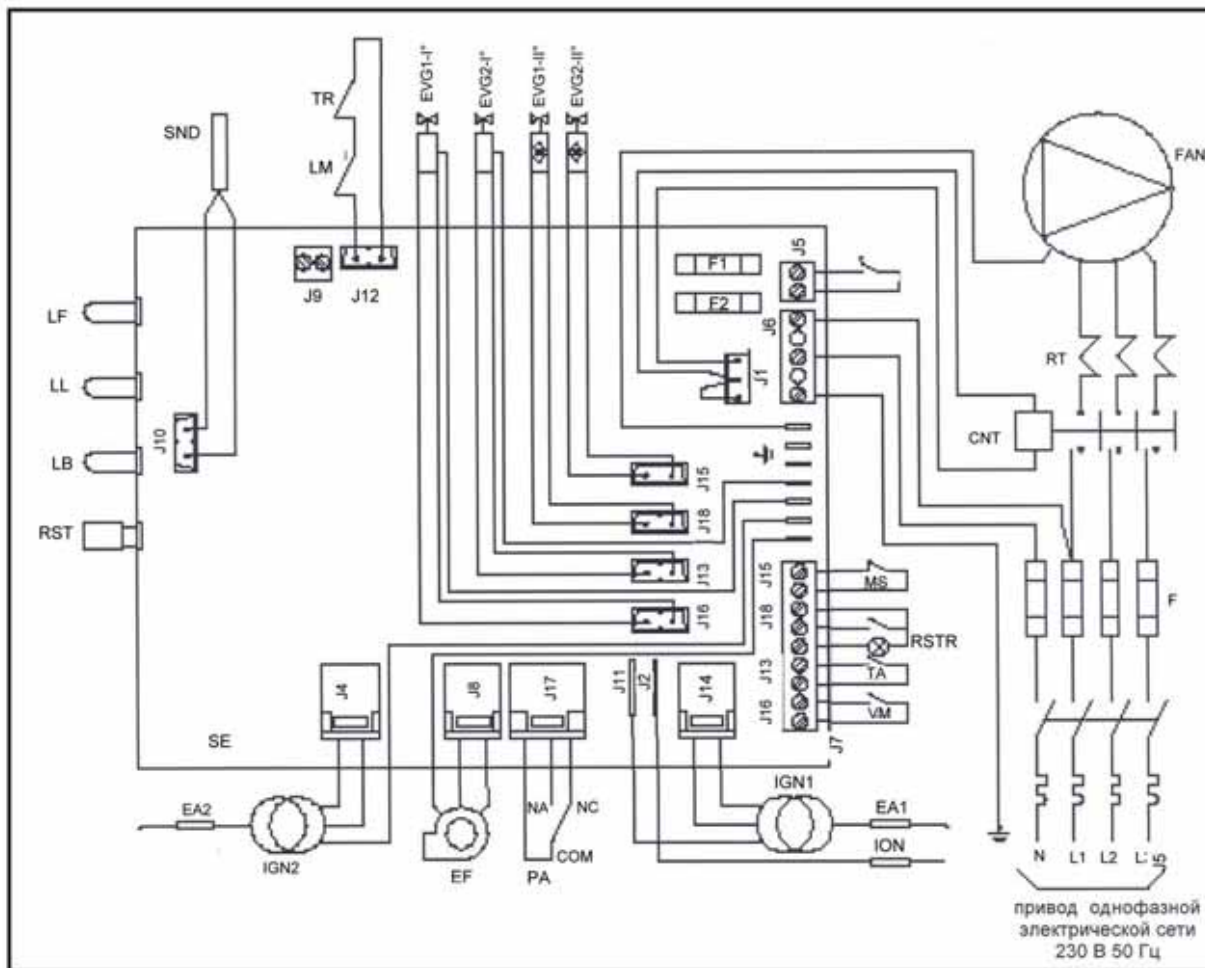 EVG1-I°
EVG2-I°
EVG1-II°
EVG2-II°
TR
SND
LM
FAN
J5
F1
J9
J12
F2
LF
J6
RT
J1
LL
CNT
J10
LB
J15
RST
J18
J15
MS
J13
F
J18
J16
RSTR
J13
TA
J4
J8
J17
J11
J2
J14
J16
VM
SE
J7
IGN1
EA2
NA
NC
EA1
COM
ION
IGN2
EF
PA
N
L1
L2
J5
привод однофазной
электрической сети
230 В 50 Гц